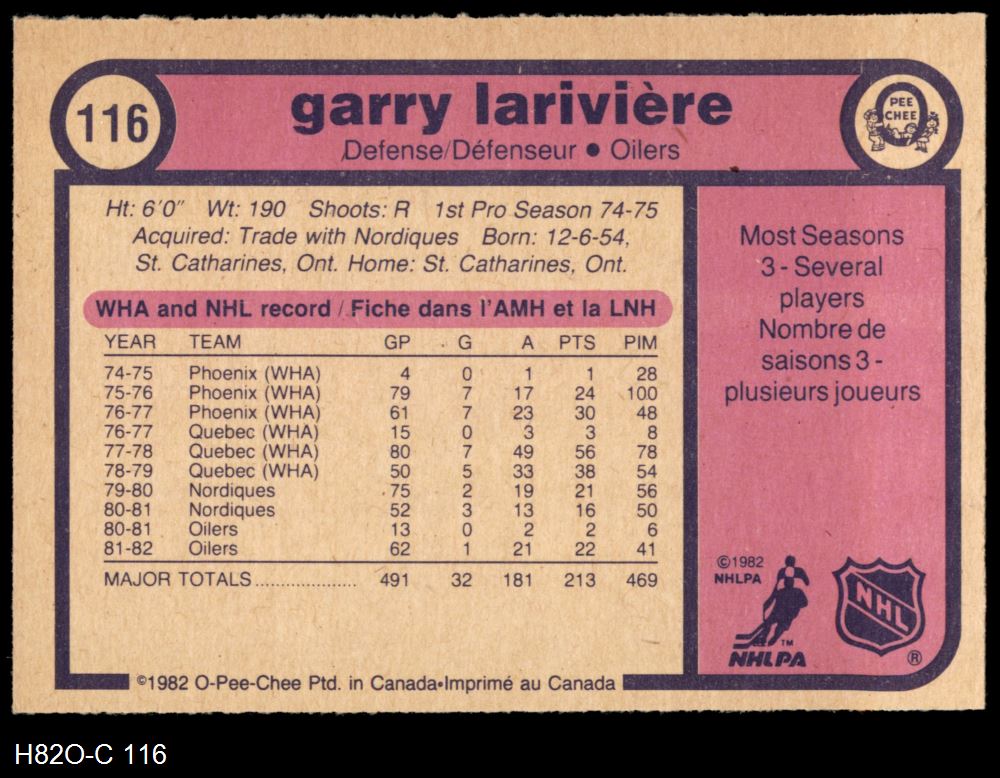 116
garry larivière
Defense/Défenseur • Oilers
PEE
CHEE
Ht: 6'0" Wt: 190 Shoots: R 1st Pro Season 74-75
Acquired: Trade with Nordiques Born: 12-6-54,
St. Catharines, Ont. Home: St. Catharines, Ont.
WHA and NHL record / Fiche dans l'AMH et la LNH
YEAR TEAM GP G A PTS PIM
74-75 Phoenix (WHA) 4 0 1 1 28
75-76 Phoenix (WHA) 79 7 17 24 100
76-77 Phoenix (WHA) 61 7 23 30 48
76-77 Quebec (WHA) 15 0 3 3 8
77-78 Quebec (WHA) 80 7 49 56 78
78-79 Quebec (WHA) 50 5 33 38 54
79-80 Nordiques 75 2 19 21 56
80-81 Nordiques 52 3 13 16 50
80-81 Oilers 13 0 2 2 6
81-82 Oilers 62 1 21 22 41
MAJOR TOTALS.................... 491 32 181 213 469
Most Seasons
3 - Several
players
Nombre de
saisons 3 -
plusieurs joueurs
©1982
NHLPA
TM
NHLPA
NHL
®
©1982 O-Pee-Chee Ptd. in Canada•Imprimé au Canada
H82O-C 116